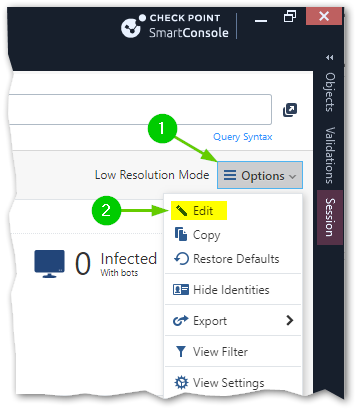 CHECK POINT
SmartConsole
Objects
Validations
Session
Query Syntax
1
Low Resolution Mode
Options
2
Edit
Copy
Restore Defaults
Hide Identities
Export
View Filter
View Settings
0 Infected
With bots